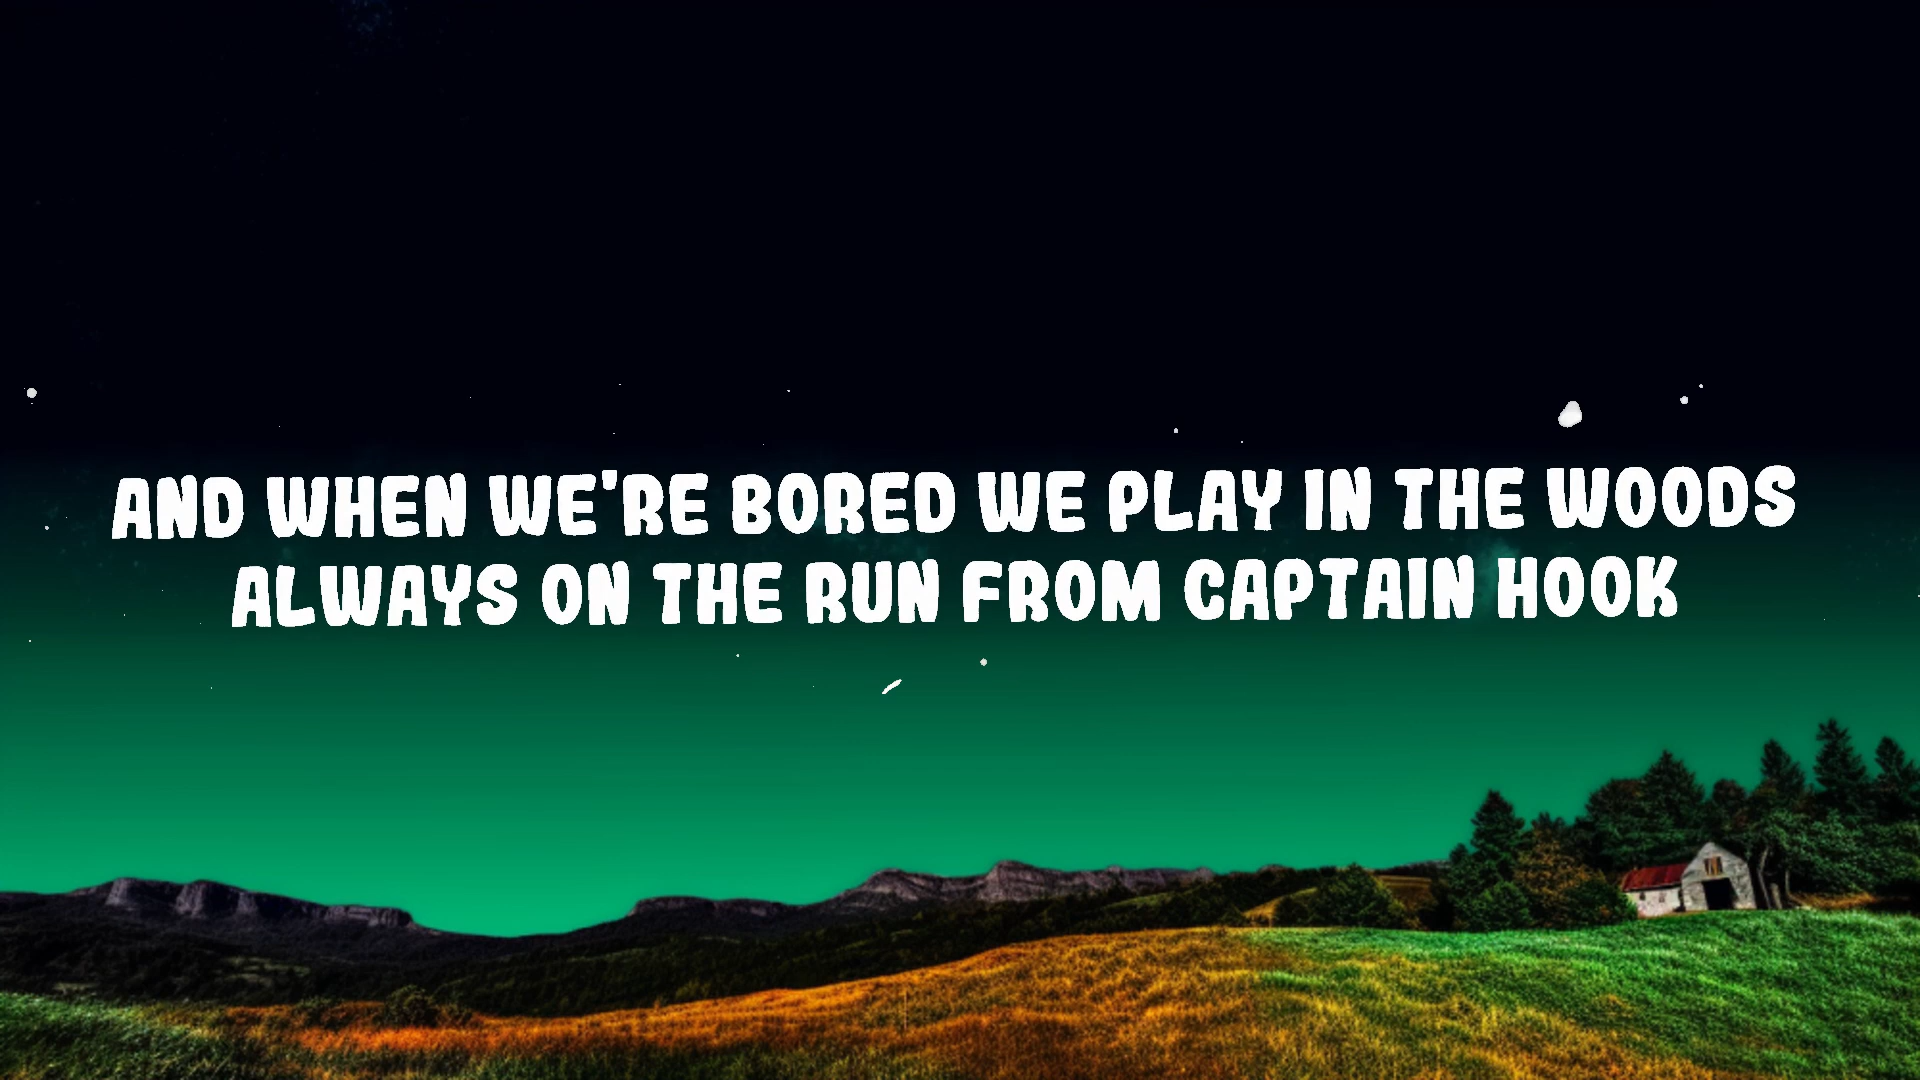 AND WHEN WE'RE BORED WE PLAY IN THE WOODS
ALWAYS ON THE RUN FROM CAPTAIN HOOK